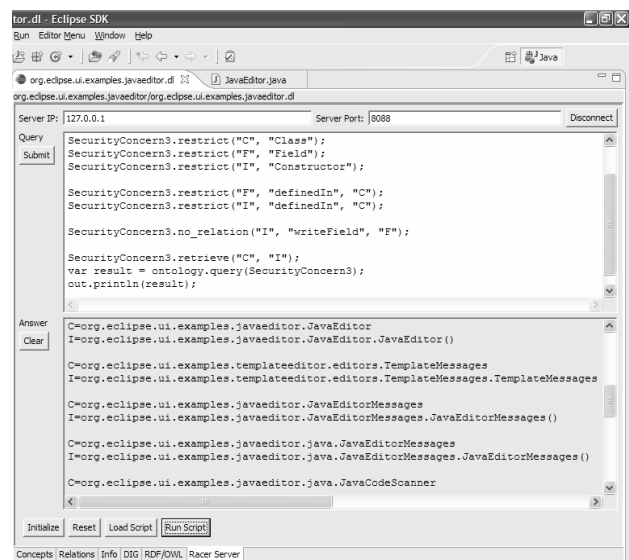 tor.dl - Eclipse SDK
Run Editor Menu Window Help
Java
org.eclipse.ui.examples.javaeditor.dl JavaEditor.java
org.eclipse.ui.examples.javaeditor/org.eclipse.ui.examples.javaeditor.dl
Server IP: 127.0.0.1 Server Port: 8088 Disconnect
Query
Submit
SecurityConcern3.restrict("C", "Class");
SecurityConcern3.restrict("F", "Field");
SecurityConcern3.restrict("I", "Constructor");
SecurityConcern3.restrict("F", "definedIn", "C");
SecurityConcern3.restrict("I", "definedIn", "C");
SecurityConcern3.no_relation("I", "writeField", "F");
SecurityConcern3.retrieve("C", "I");
var result = ontology.query(SecurityConcern3);
out.println(result);
Answer
Clear
C=org.eclipse.ui.examples.javaeditor.JavaEditor
I=org.eclipse.ui.examples.javaeditor.JavaEditor.JavaEditor()
C=org.eclipse.ui.examples.templateeditor.editors.TemplateMessages
I=org.eclipse.ui.examples.templateeditor.editors.TemplateMessages.TemplateMessages
C=org.eclipse.ui.examples.javaeditor.JavaEditorMessages
I=org.eclipse.ui.examples.javaeditor.JavaEditorMessages.JavaEditorMessages()
C=org.eclipse.ui.examples.javaeditor.java.JavaEditorMessages
I=org.eclipse.ui.examples.javaeditor.java.JavaEditorMessages.JavaEditorMessages()
C=org.eclipse.ui.examples.javaeditor.java.JavaCodeScanner
Initialize Reset Load Script Run Script
Concepts Relations Info DIG RDF/OWL Racer Server